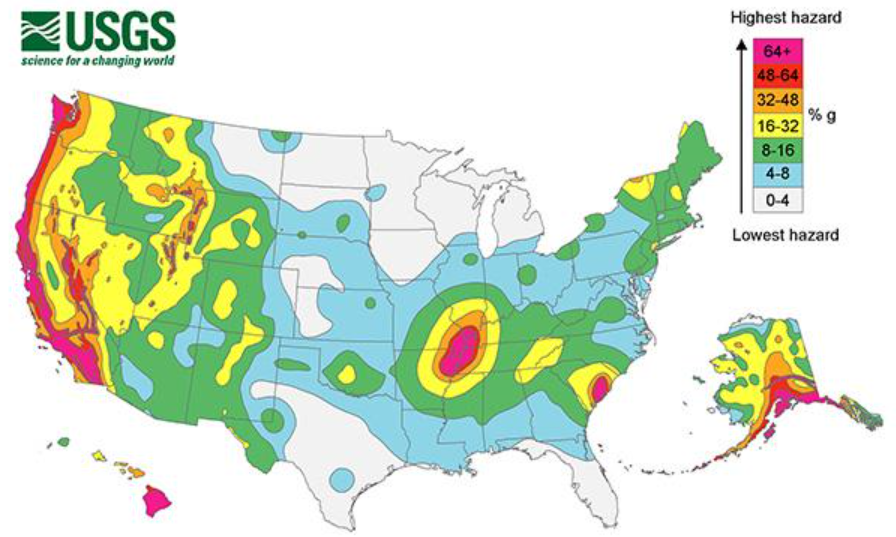 USGS
science for a changing world
Highest hazard
64+
48-64
32-48
% g
16-32
8-16
4-8
0-4
Lowest hazard